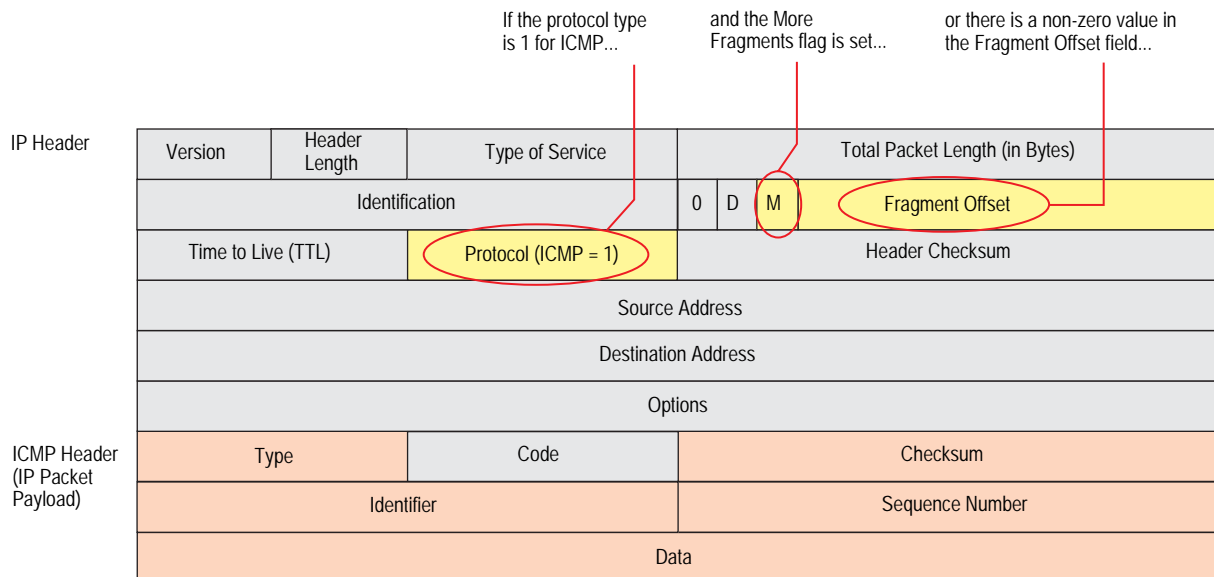 If the protocol type
is 1 for ICMP...
and the More
Fragments flag is set...
or there is a non-zero value in
the Fragment Offset field...
IP Header
Version
Header
Length
Type of Service
Total Packet Length (in Bytes)
Identification
0
D
M
Fragment Offset
Time to Live (TTL)
Protocol (ICMP = 1)
Header Checksum
Source Address
Destination Address
Options
ICMP Header
(IP Packet
Payload)
Type
Code
Checksum
Identifier
Sequence Number
Data